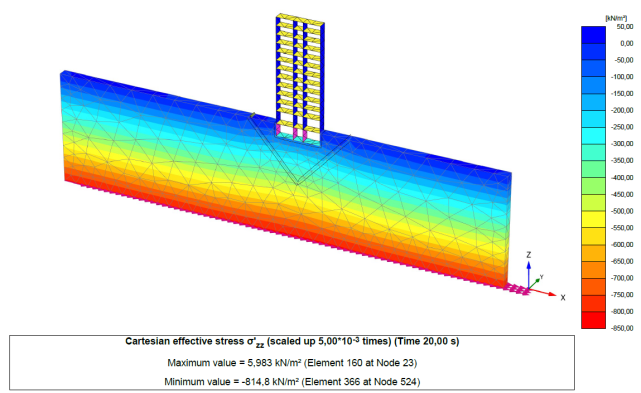 [kN/m²]
50,00
0,00
-50,00
-100,00
-150,00
-200,00
-250,00
-300,00
-350,00
-400,00
-450,00
-500,00
-550,00
-600,00
-650,00
-700,00
-750,00
-800,00
-850,00
Z
Y
X
Cartesian effective stress σ'zz (scaled up 5,00*10-3 times) (Time 20,00 s)
Maximum value = 5,983 kN/m² (Element 160 at Node 23)
Minimum value = -814,8 kN/m² (Element 366 at Node 524)